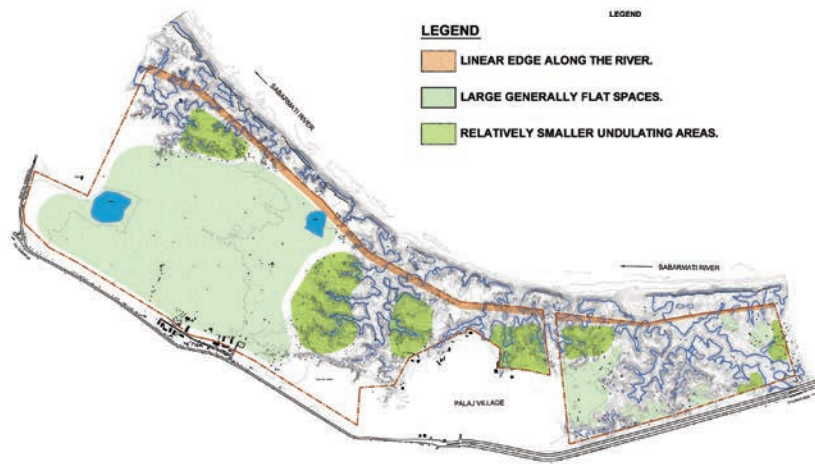 LEGEND
LEGEND
LINEAR EDGE ALONG THE RIVER.
LARGE GENERALLY FLAT SPACES.
RELATIVELY SMALLER UNDULATING AREAS.
SABARMATI RIVER
SABARMATI RIVER
PALAJ VILLAGE